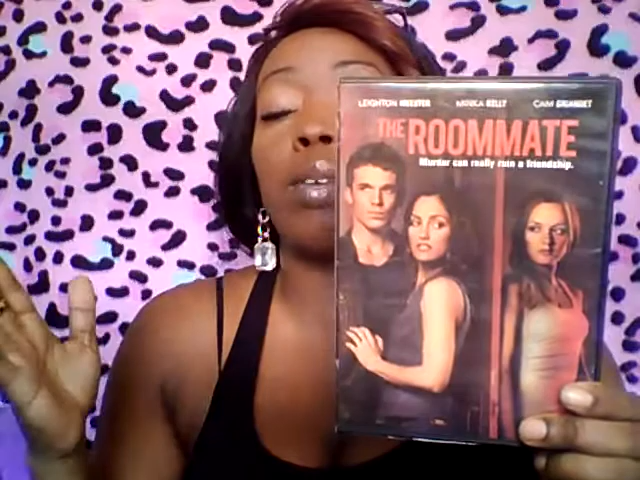 LEIGHTON MEESTER MINKA KELLY CAM GIGANDET
THE ROOMMATE
Murder can really ruin a friendship.